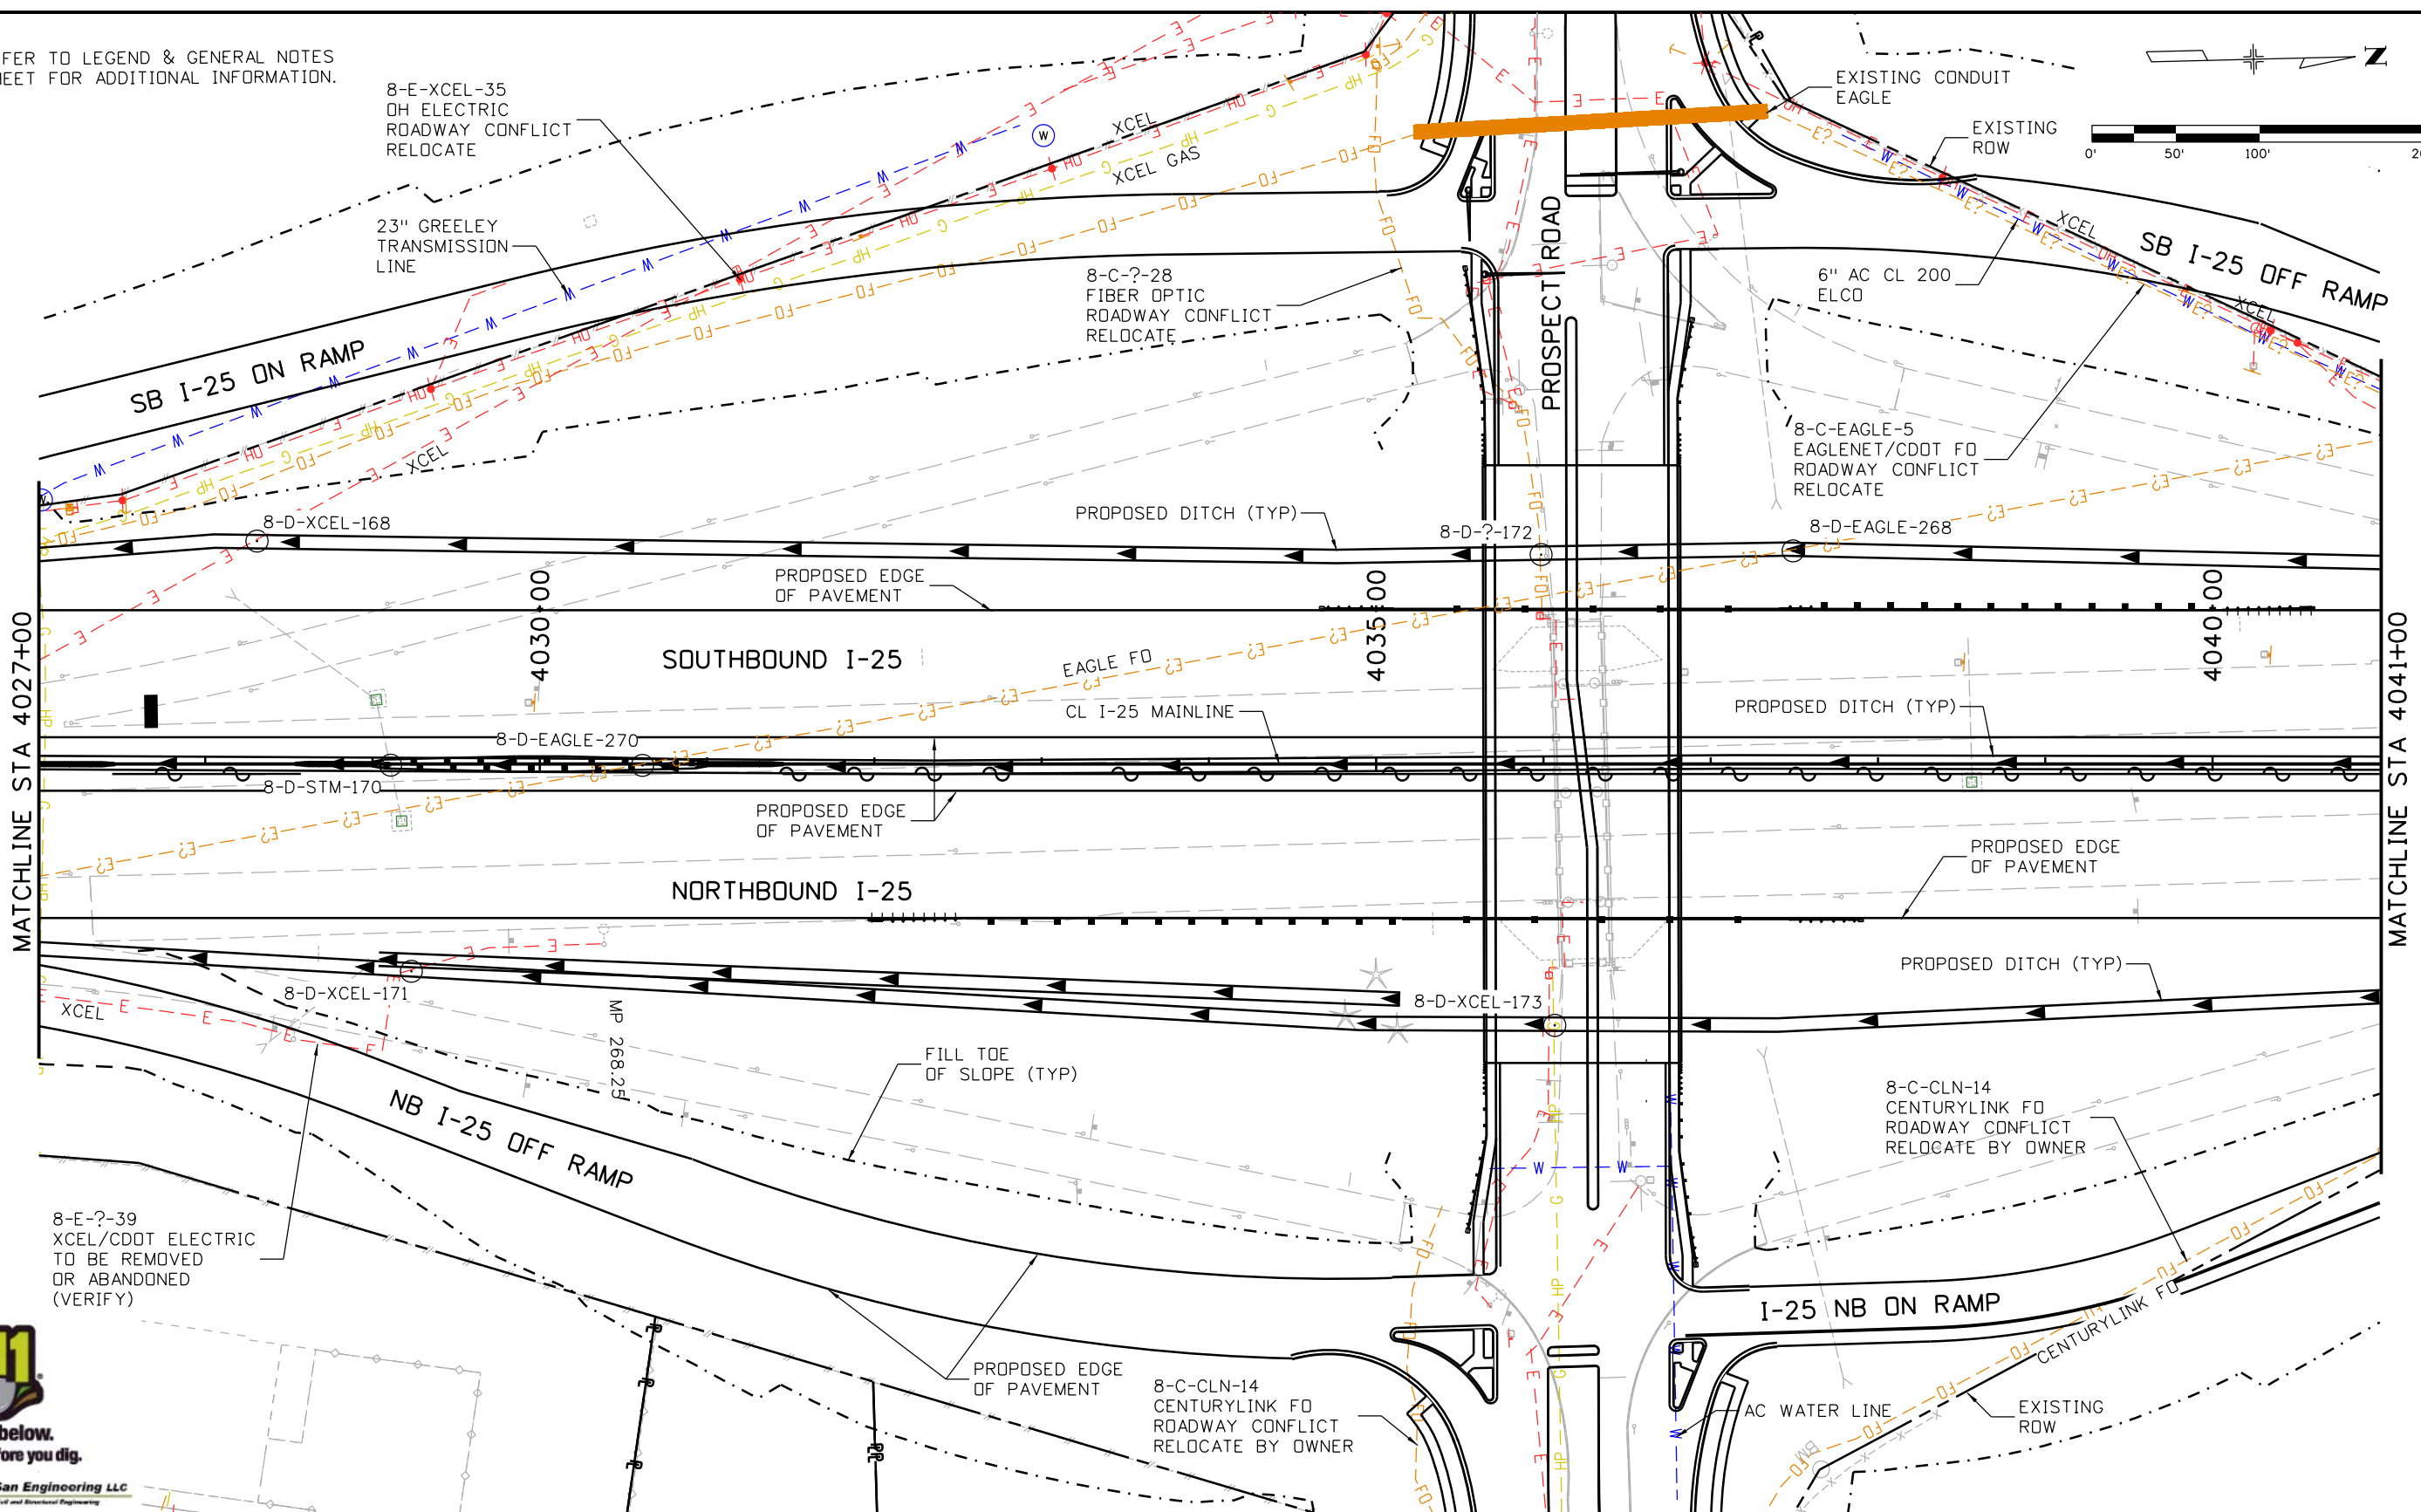 FER TO LEGEND & GENERAL NOTES
EET FOR ADDITIONAL INFORMATION.
8-E-XCEL-35
OH ELECTRIC
ROADWAY CONFLICT
RELOCATE
23" GREELEY
TRANSMISSION
LINE
XCEL
XCEL GAS
W
EXISTING CONDUIT
EAGLE
EXISTING
ROW
N
0'
50'
100'
PROSPECT ROAD
8-C-?-28
FIBER OPTIC
ROADWAY CONFLICT
RELOCATE
6" AC CL 200
ELCO
XCEL
SB I-25 OFF RAMP
XCEL
SB I-25 ON RAMP
XCEL
8-C-EAGLE-5
EAGLENET/CDOT FO
ROADWAY CONFLICT
RELOCATE
8-D-XCEL-168
PROPOSED DITCH (TYP)
8-D-?-172
8-D-EAGLE-268
PROPOSED EDGE
OF PAVEMENT
4030+00
4035+00
4040+00
MATCHLINE STA 4027+00
MATCHLINE STA 4041+00
SOUTHBOUND I-25
EAGLE FO
CL I-25 MAINLINE
PROPOSED DITCH (TYP)
8-D-EAGLE-270
8-D-STM-170
PROPOSED EDGE
OF PAVEMENT
PROPOSED EDGE
OF PAVEMENT
NORTHBOUND I-25
PROPOSED DITCH (TYP)
8-D-XCEL-171
8-D-XCEL-173
XCEL
MP 268.25
FILL TOE
OF SLOPE (TYP)
NB I-25 OFF RAMP
8-C-CLN-14
CENTURYLINK FO
ROADWAY CONFLICT
RELOCATE BY OWNER
8-E-?-39
XCEL/CDOT ELECTRIC
TO BE REMOVED
OR ABANDONED
(VERIFY)
I-25 NB ON RAMP
CENTURYLINK FO
PROPOSED EDGE
OF PAVEMENT
8-C-CLN-14
CENTURYLINK FO
ROADWAY CONFLICT
RELOCATE BY OWNER
AC WATER LINE
EXISTING
ROW
BM
below.
fore you dig.
San Engineering LLC